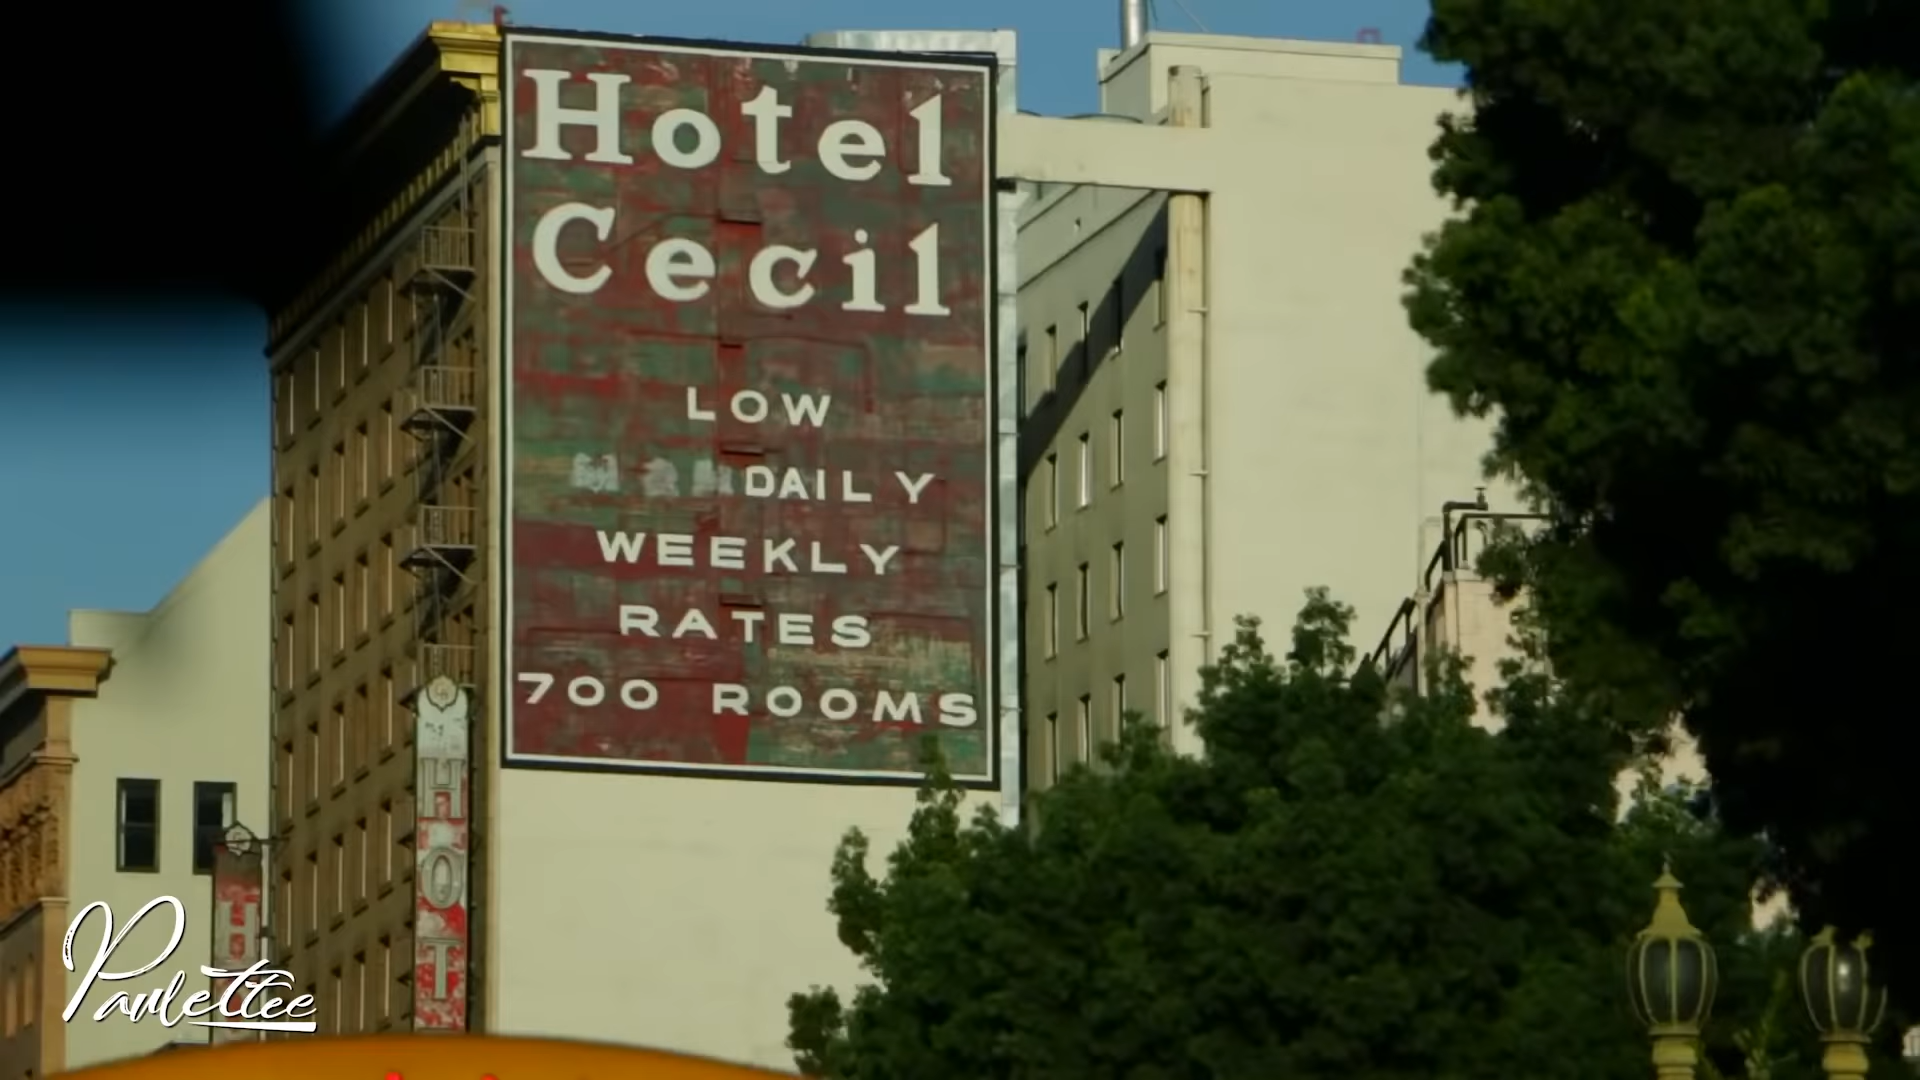 Hotel
Cecil
LOW
DAILY
WEEKLY
RATES
700 ROOMS
HOT
H
Paulettee